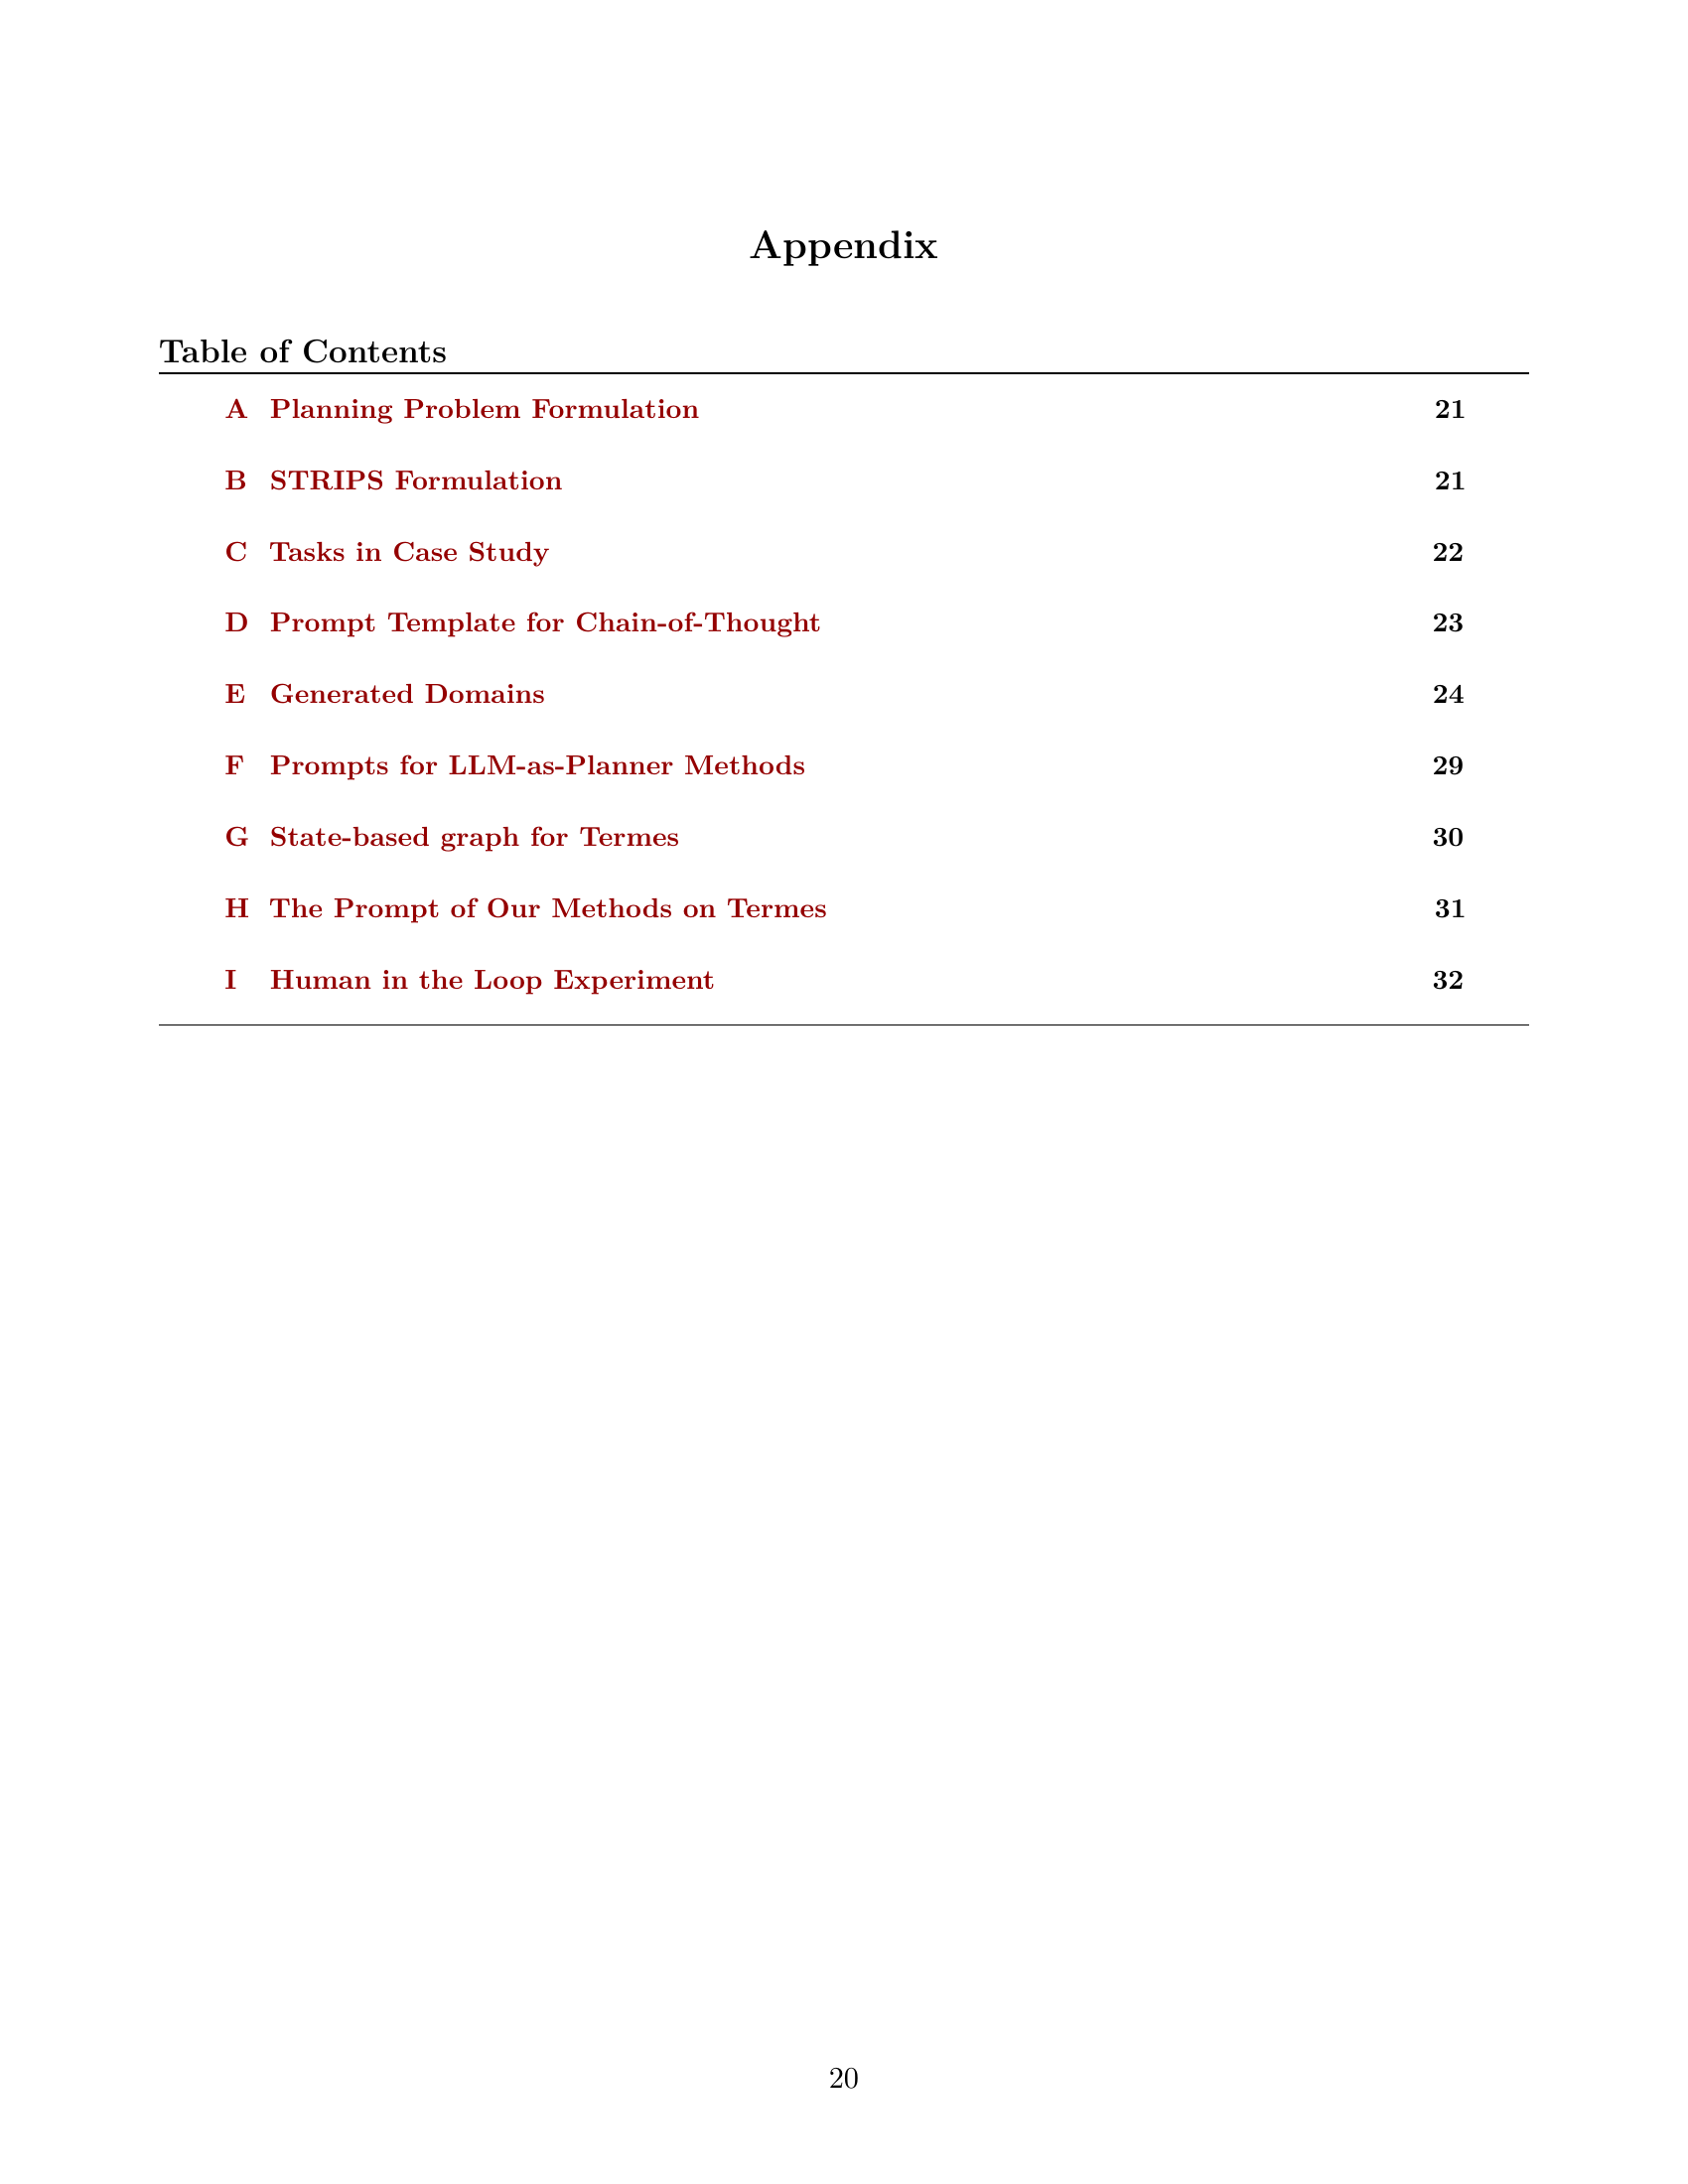 Appendix
Table of Contents
A Planning Problem Formulation 21
B STRIPS Formulation 21
C Tasks in Case Study 22
D Prompt Template for Chain-of-Thought 23
E Generated Domains 24
F Prompts for LLM-as-Planner Methods 29
G State-based graph for Termes 30
H The Prompt of Our Methods on Termes 31
I Human in the Loop Experiment 32
20